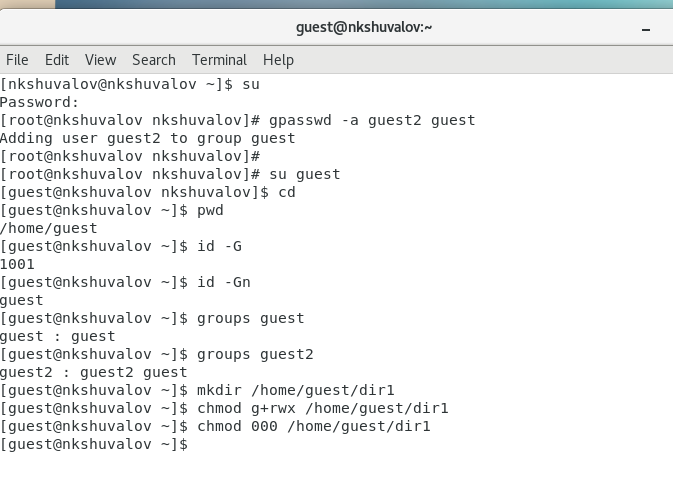 guest@nkshuvalov:~
File Edit View Search Terminal Help
[nkshuvalov@nkshuvalov ~]$ su
Password:
[root@nkshuvalov nkshuvalov]# gpasswd -a guest2 guest
Adding user guest2 to group guest
[root@nkshuvalov nkshuvalov]#
[root@nkshuvalov nkshuvalov]# su guest
[guest@nkshuvalov nkshuvalov]$ cd
[guest@nkshuvalov ~]$ pwd
/home/guest
[guest@nkshuvalov ~]$ id -G
1001
[guest@nkshuvalov ~]$ id -Gn
guest
[guest@nkshuvalov ~]$ groups guest
guest : guest
[guest@nkshuvalov ~]$ groups guest2
guest2 : guest2 guest
[guest@nkshuvalov ~]$ mkdir /home/guest/dir1
[guest@nkshuvalov ~]$ chmod g+rwx /home/guest/dir1
[guest@nkshuvalov ~]$ chmod 000 /home/guest/dir1
[guest@nkshuvalov ~]$